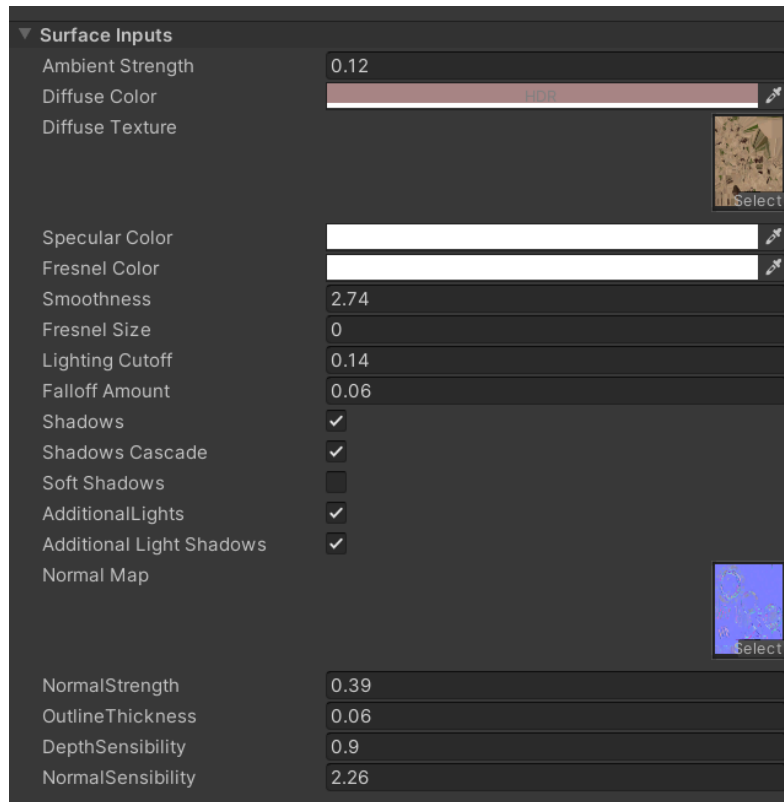 Surface Inputs
Ambient Strength 0.12
Diffuse Color HDR
Diffuse Texture
Select
Specular Color
Fresnel Color
Smoothness 2.74
Fresnel Size 0
Lighting Cutoff 0.14
Falloff Amount 0.06
Shadows
Shadows Cascade
Soft Shadows
AdditionalLights
Additional Light Shadows
Normal Map
Select
NormalStrength 0.39
OutlineThickness 0.06
DepthSensibility 0.9
NormalSensibility 2.26